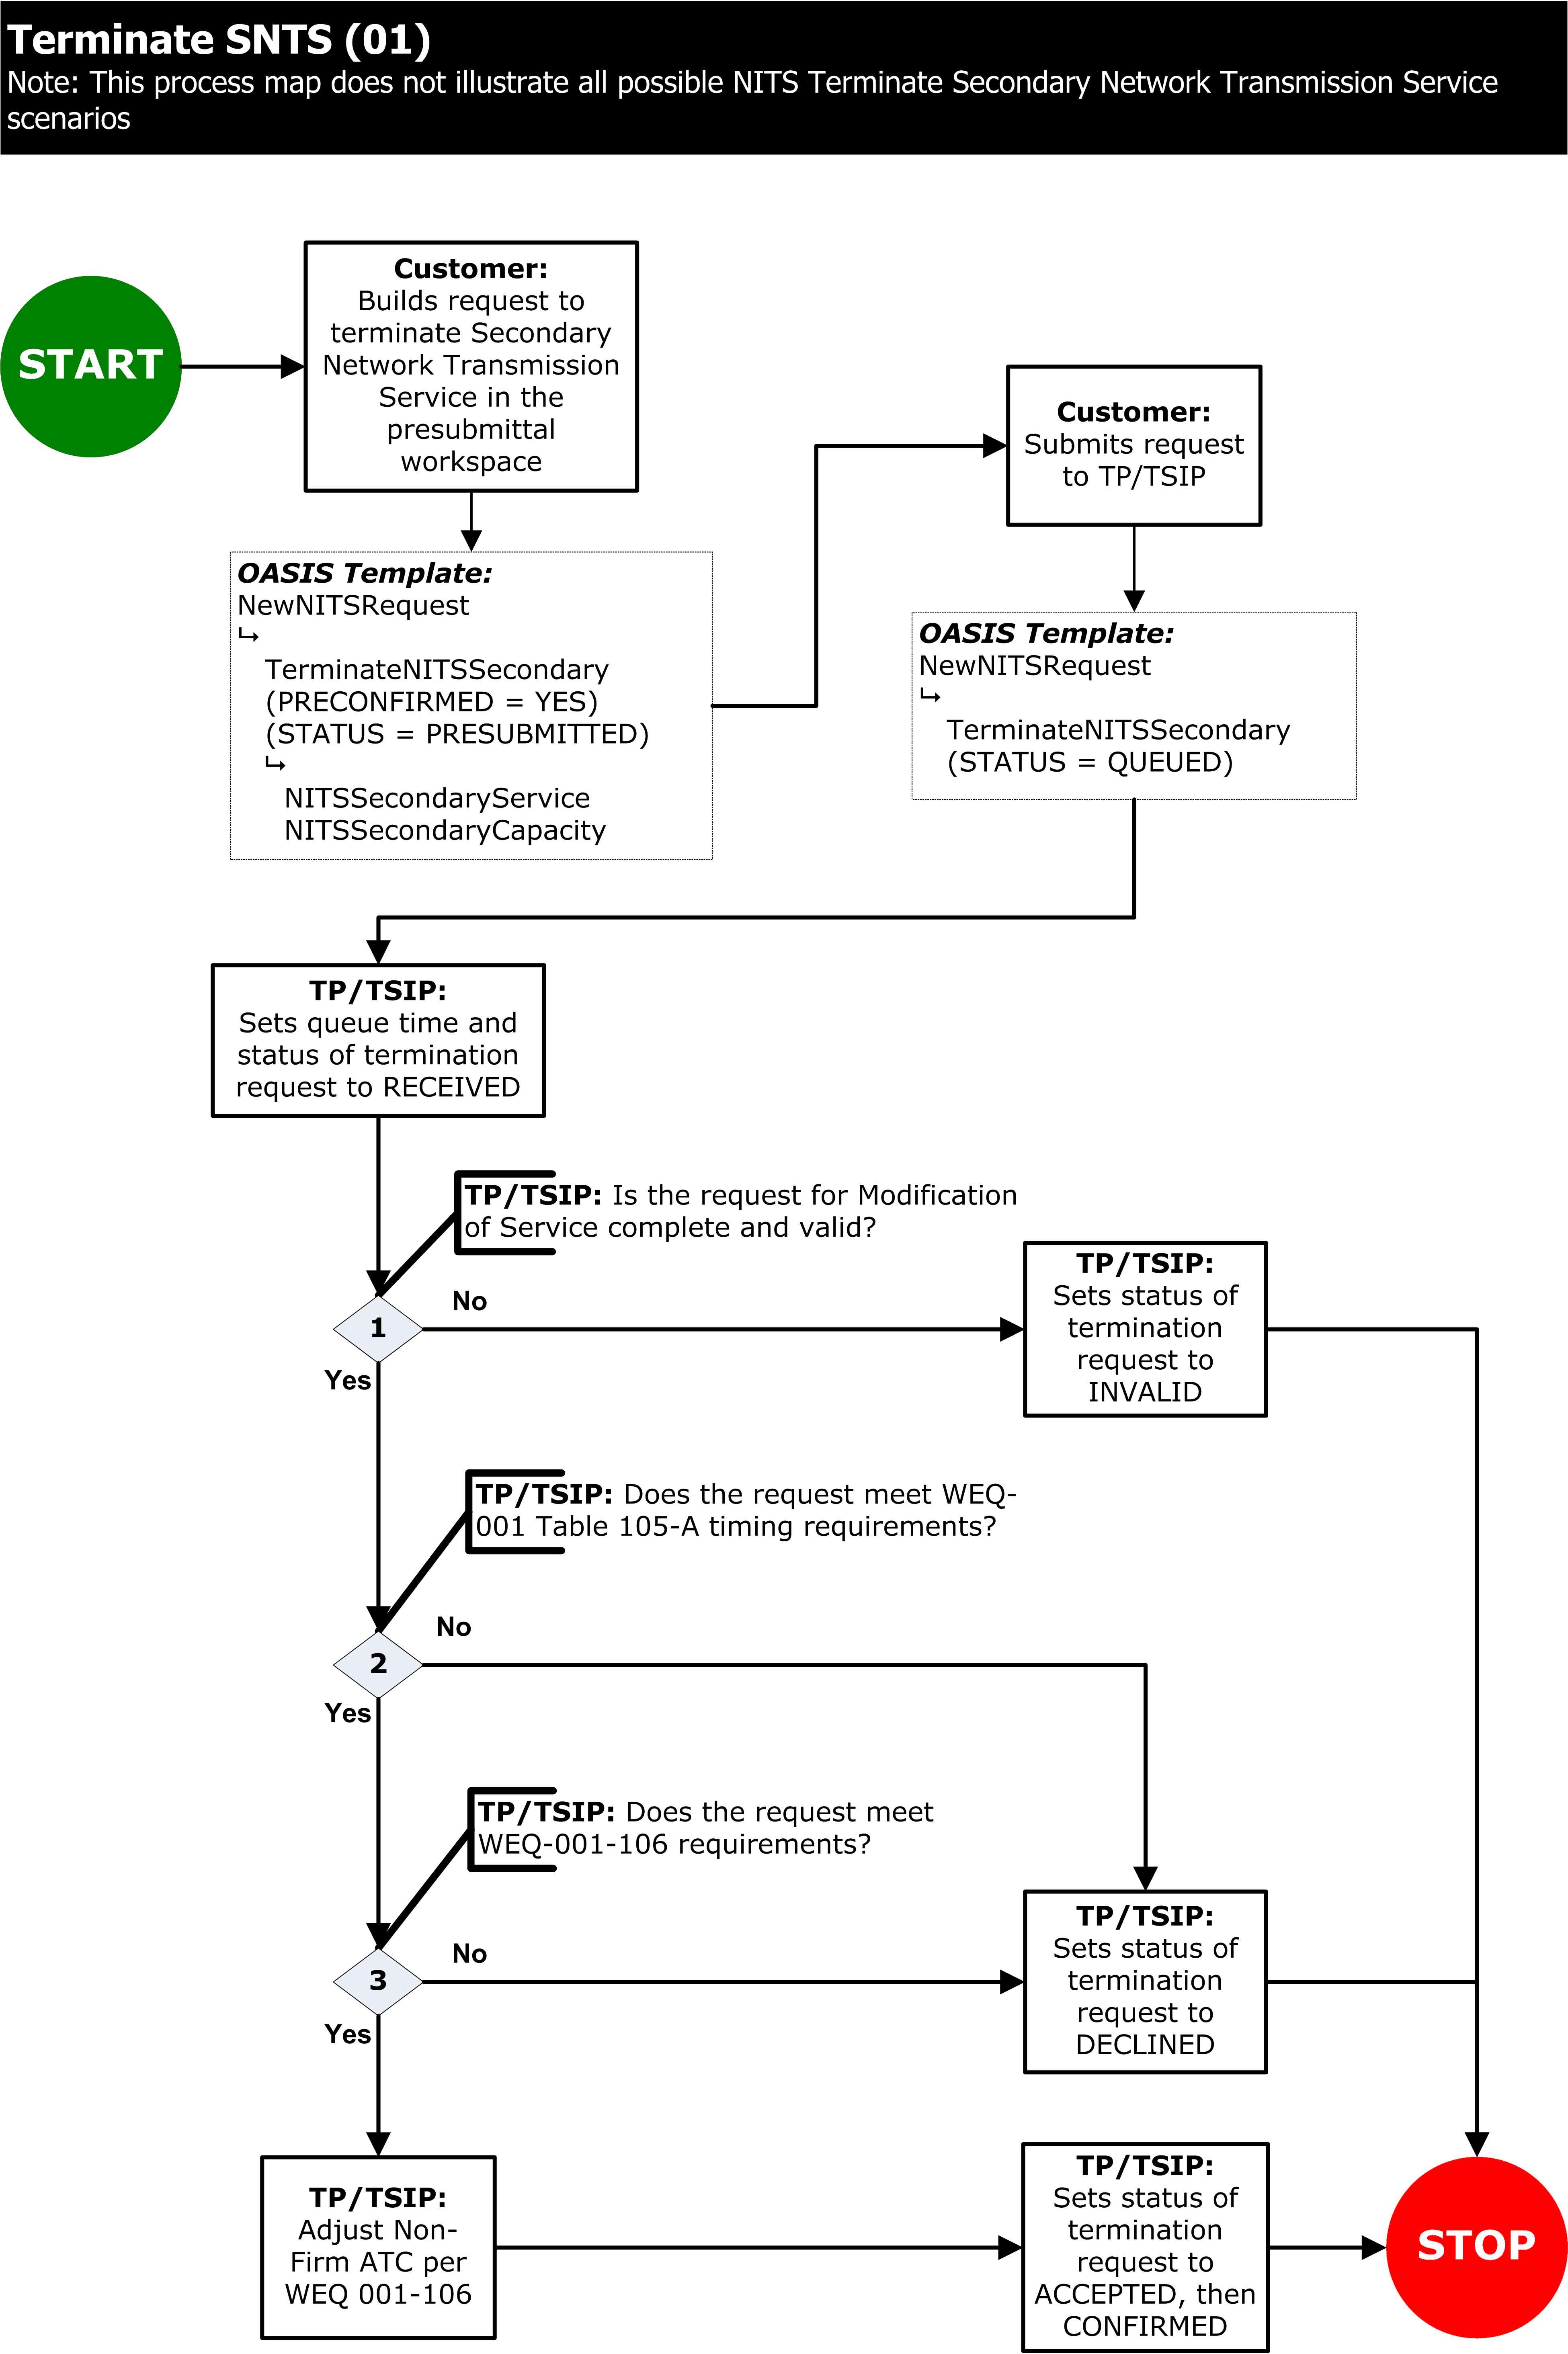 Terminate SNTS (01)
Note: This process map does not illustrate all possible NITS Terminate Secondary Network Transmission Service
scenarios
START
Customer:
Builds request to
terminate Secondary
Network Transmission
Service in the
presubmittal
workspace
OASIS Template:
NewNITSRequest
↳
TerminateNITSSecondary
(PRECONFIRMED = YES)
(STATUS = PRESUBMITTED)
↳
NITSSecondaryService
NITSSecondaryCapacity
Customer:
Submits request
to TP/TSIP
OASIS Template:
NewNITSRequest
↳
TerminateNITSSecondary
(STATUS = QUEUED)
TP/TSIP:
Sets queue time and
status of termination
request to RECEIVED
TP/TSIP: Is the request for Modification
of Service complete and valid?
1
No
Yes
TP/TSIP:
Sets status of
termination
request to
INVALID
TP/TSIP: Does the request meet WEQ-
001 Table 105-A timing requirements?
2
No
Yes
TP/TSIP: Does the request meet
WEQ-001-106 requirements?
3
No
Yes
TP/TSIP:
Sets status of
termination
request to
DECLINED
TP/TSIP:
Adjust Non-
Firm ATC per
WEQ 001-106
TP/TSIP:
Sets status of
termination
request to
ACCEPTED, then
CONFIRMED
STOP